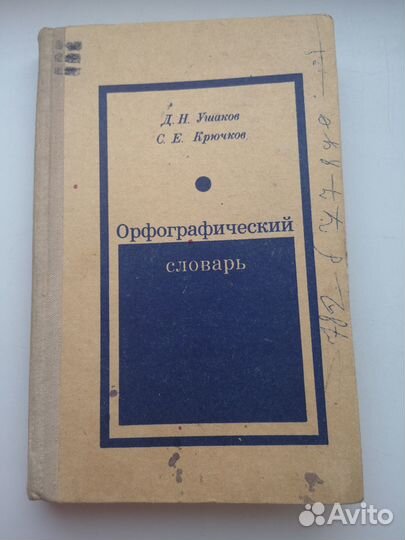 Д. Н. Ушаков
С. Е. Крючков
Орфографический
словарь
Avito